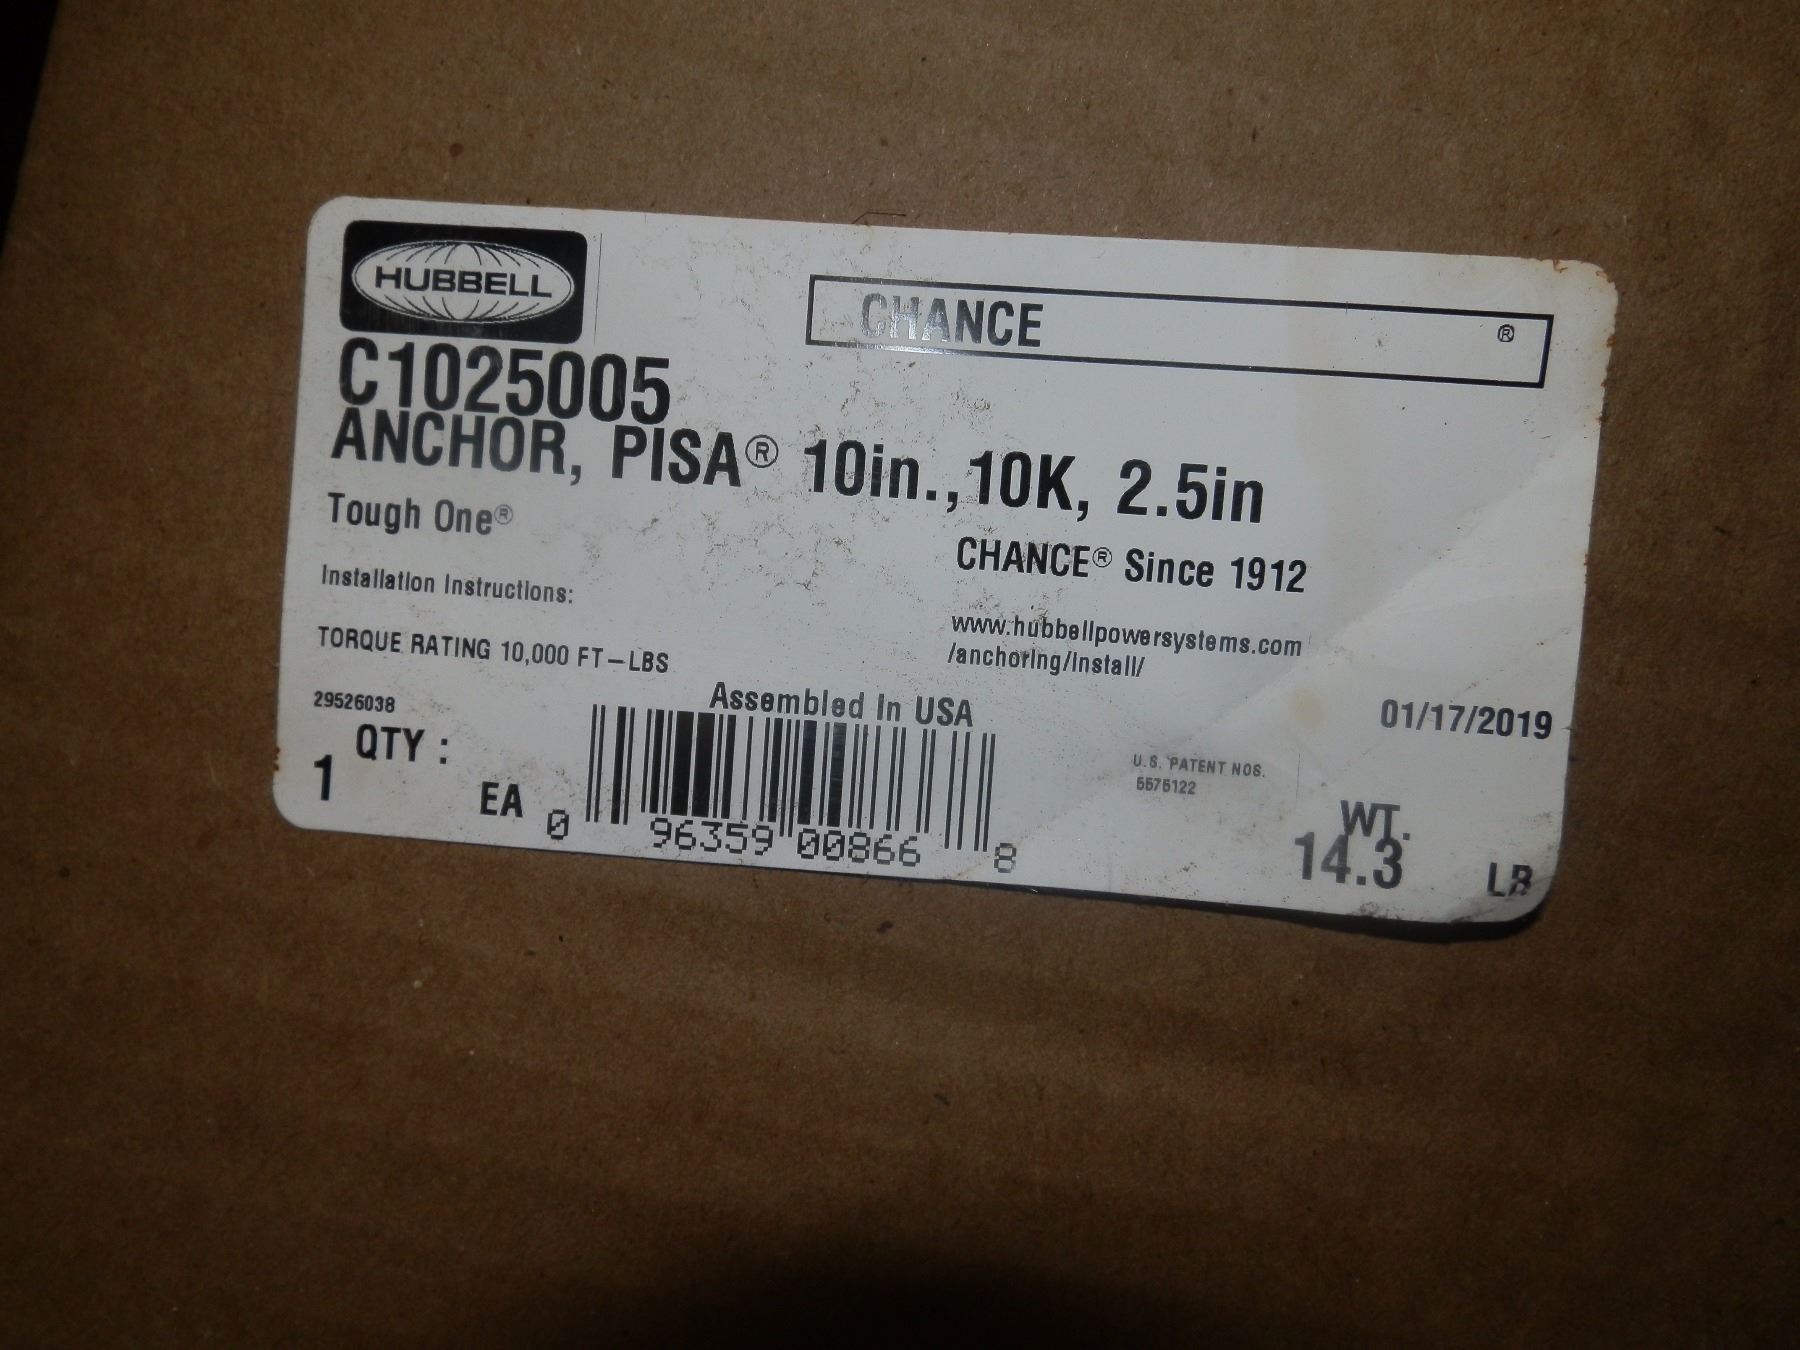 HUBBELL
CHANCE ®
C1025005
ANCHOR, PISA® 10in.,10K, 2.5in
Tough One®
CHANCE® Since 1912
Installation Instructions:
www.hubbellpowersystems.com
/anchoring/install/
TORQUE RATING 10,000 FT-LBS
29526038
Assembled In USA
01/17/2019
QTY :
1
EA
0 96359 00866 8
U.S. PATENT NOS.
5575122
WT.
14.3 LB